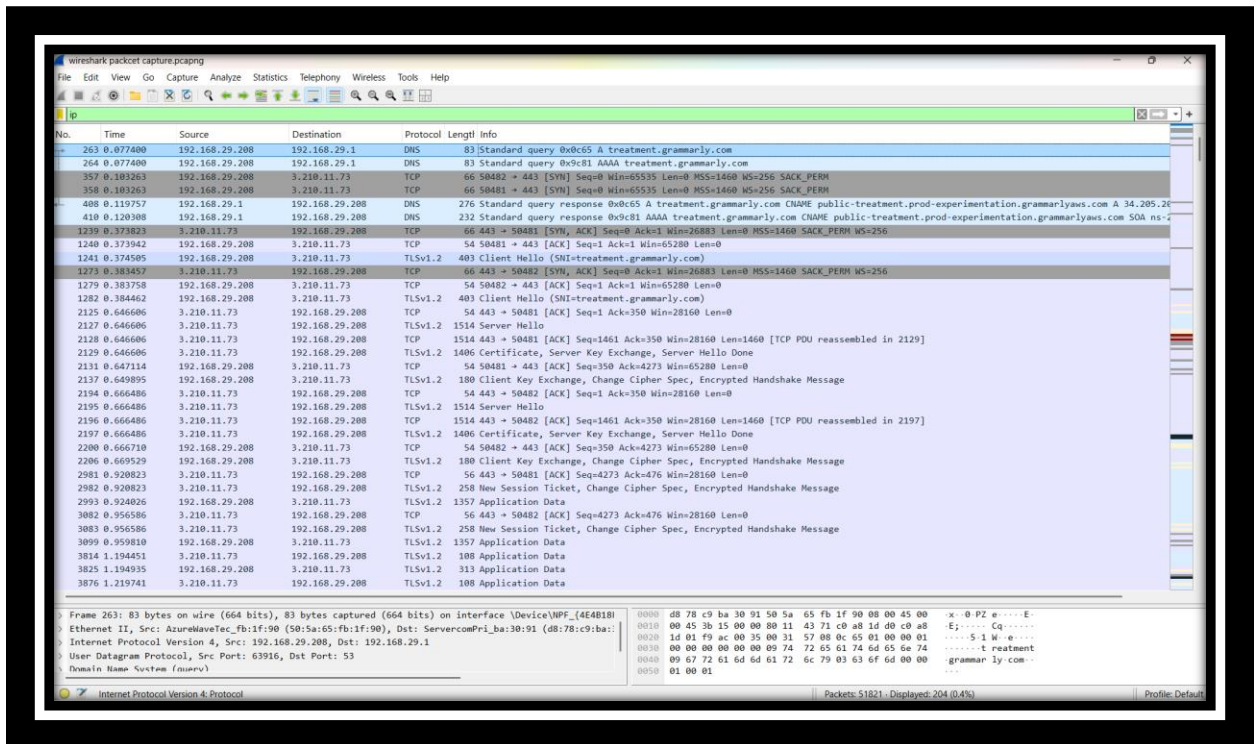 wireshark packcet capture.pcapng
File Edit View Go Capture Analyze Statistics Telephony Wireless Tools Help
ip
No. Time Source Destination Protocol Lengtl Info
263 0.077400 192.168.29.208 192.168.29.1 DNS 83 Standard query 0x0c65 A treatment.grammarly.com
264 0.077400 192.168.29.208 192.168.29.1 DNS 83 Standard query 0x9c81 AAAA treatment.grammarly.com
357 0.103263 192.168.29.208 3.210.11.73 TCP 66 50482 → 443 [SYN] Seq=0 Win=65535 Len=0 MSS=1460 WS=256 SACK_PERM
358 0.103263 192.168.29.208 3.210.11.73 TCP 66 50481 → 443 [SYN] Seq=0 Win=65535 Len=0 MSS=1460 WS=256 SACK_PERM
408 0.119757 192.168.29.1 192.168.29.208 DNS 276 Standard query response 0x0c65 A treatment.grammarly.com CNAME public-treatment.prod-experimentation.grammarlyaws.com A 34.205.26
410 0.120308 192.168.29.1 192.168.29.208 DNS 232 Standard query response 0x9c81 AAAA treatment.grammarly.com CNAME public-treatment.prod-experimentation.grammarlyaws.com SOA ns-2
1239 0.373823 3.210.11.73 192.168.29.208 TCP 66 443 → 50481 [SYN, ACK] Seq=0 Ack=1 Win=26883 Len=0 MSS=1460 SACK_PERM WS=256
1240 0.373942 192.168.29.208 3.210.11.73 TCP 54 50481 → 443 [ACK] Seq=1 Ack=1 Win=65280 Len=0
1241 0.374505 192.168.29.208 3.210.11.73 TLSv1.2 403 Client Hello (SNI=treatment.grammarly.com)
1273 0.383457 3.210.11.73 192.168.29.208 TCP 66 443 → 50482 [SYN, ACK] Seq=0 Ack=1 Win=26883 Len=0 MSS=1460 SACK_PERM WS=256
1279 0.383758 192.168.29.208 3.210.11.73 TCP 54 50482 → 443 [ACK] Seq=1 Ack=1 Win=65280 Len=0
1282 0.384462 192.168.29.208 3.210.11.73 TLSv1.2 403 Client Hello (SNI=treatment.grammarly.com)
2125 0.646606 3.210.11.73 192.168.29.208 TCP 54 443 → 50481 [ACK] Seq=1 Ack=350 Win=28160 Len=0
2127 0.646606 3.210.11.73 192.168.29.208 TLSv1.2 1514 Server Hello
2128 0.646606 3.210.11.73 192.168.29.208 TCP 1514 443 → 50481 [ACK] Seq=1461 Ack=350 Win=28160 Len=1460 [TCP PDU reassembled in 2129]
2129 0.646606 3.210.11.73 192.168.29.208 TLSv1.2 1406 Certificate, Server Key Exchange, Server Hello Done
2131 0.647114 192.168.29.208 3.210.11.73 TCP 54 50481 → 443 [ACK] Seq=350 Ack=4273 Win=65280 Len=0
2137 0.649895 192.168.29.208 3.210.11.73 TLSv1.2 180 Client Key Exchange, Change Cipher Spec, Encrypted Handshake Message
2194 0.666486 3.210.11.73 192.168.29.208 TCP 54 443 → 50482 [ACK] Seq=1 Ack=350 Win=28160 Len=0
2195 0.666486 3.210.11.73 192.168.29.208 TLSv1.2 1514 Server Hello
2196 0.666486 3.210.11.73 192.168.29.208 TCP 1514 443 → 50482 [ACK] Seq=1461 Ack=350 Win=28160 Len=1460 [TCP PDU reassembled in 2197]
2197 0.666486 3.210.11.73 192.168.29.208 TLSv1.2 1406 Certificate, Server Key Exchange, Server Hello Done
2200 0.666710 192.168.29.208 3.210.11.73 TCP 54 50482 → 443 [ACK] Seq=350 Ack=4273 Win=65280 Len=0
2206 0.669529 192.168.29.208 3.210.11.73 TLSv1.2 180 Client Key Exchange, Change Cipher Spec, Encrypted Handshake Message
2981 0.920823 3.210.11.73 192.168.29.208 TCP 56 443 → 50481 [ACK] Seq=4273 Ack=476 Win=28160 Len=0
2982 0.920823 3.210.11.73 192.168.29.208 TLSv1.2 258 New Session Ticket, Change Cipher Spec, Encrypted Handshake Message
2993 0.924026 192.168.29.208 3.210.11.73 TLSv1.2 1357 Application Data
3082 0.956586 3.210.11.73 192.168.29.208 TCP 56 443 → 50482 [ACK] Seq=4273 Ack=476 Win=28160 Len=0
3083 0.956586 3.210.11.73 192.168.29.208 TLSv1.2 258 New Session Ticket, Change Cipher Spec, Encrypted Handshake Message
3099 0.959810 192.168.29.208 3.210.11.73 TLSv1.2 1357 Application Data
3814 1.194451 3.210.11.73 192.168.29.208 TLSv1.2 108 Application Data
3825 1.194935 192.168.29.208 3.210.11.73 TLSv1.2 313 Application Data
3876 1.219741 3.210.11.73 192.168.29.208 TLSv1.2 108 Application Data
Frame 263: 83 bytes on wire (664 bits), 83 bytes captured (664 bits) on interface \Device\NPF_{4E4B18
Ethernet II, Src: AzureWaveTec_fb:1f:90 (50:5a:65:fb:1f:90), Dst: ServercomPri_ba:30:91 (d8:78:c9:ba:
Internet Protocol Version 4, Src: 192.168.29.208, Dst: 192.168.29.1
User Datagram Protocol, Src Port: 63916, Dst Port: 53
Domain Name System (query)
0000 d8 78 c9 ba 30 91 50 5a 65 fb 1f 90 08 00 45 00 ·x··0·PZ e·····E·
0010 00 45 3b 15 00 00 80 11 43 71 c0 a8 1d d0 c0 a8 ·E;····· Cq······
0020 1d 01 f9 ac 00 35 00 31 57 08 0c 65 01 00 00 01 ·····5·1 W··e····
0030 00 00 00 00 00 00 09 74 72 65 61 74 6d 65 6e 74 ·······t reatment
0040 09 67 72 61 6d 6d 61 72 6c 79 03 63 6f 6d 00 00 ·grammar ly·com··
0050 01 00 01 ···
Internet Protocol Version 4: Protocol
Packets: 51821 · Displayed: 204 (0.4%)
Profile: Default